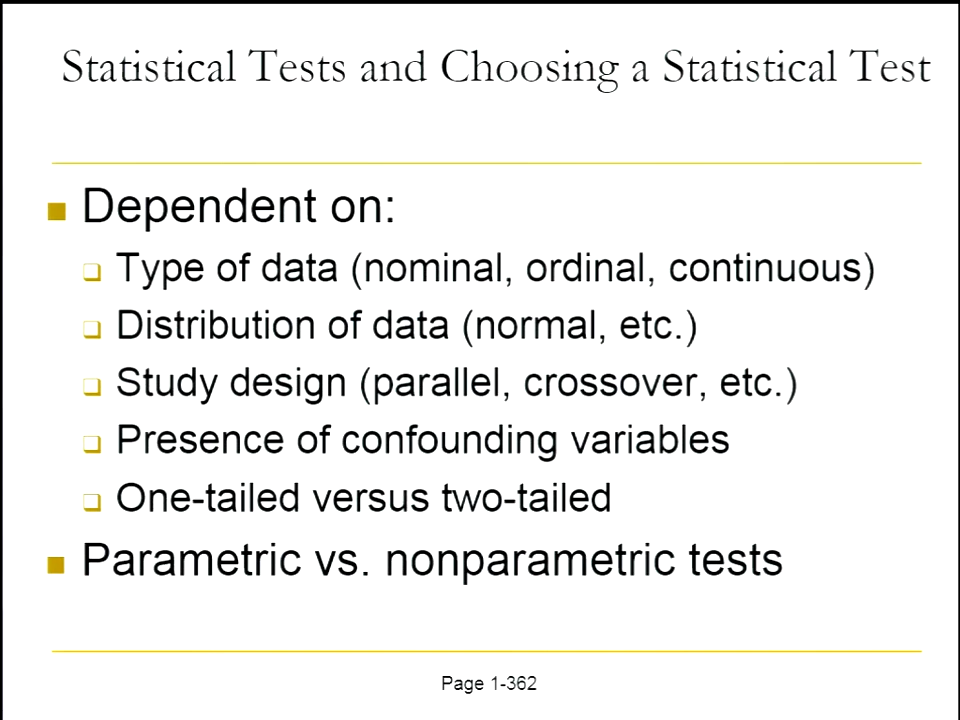 Statistical Tests and Choosing a Statistical Test
Dependent on:
Type of data (nominal, ordinal, continuous)
Distribution of data (normal, etc.)
Study design (parallel, crossover, etc.)
Presence of confounding variables
One-tailed versus two-tailed
Parametric vs. nonparametric tests
Page 1-362